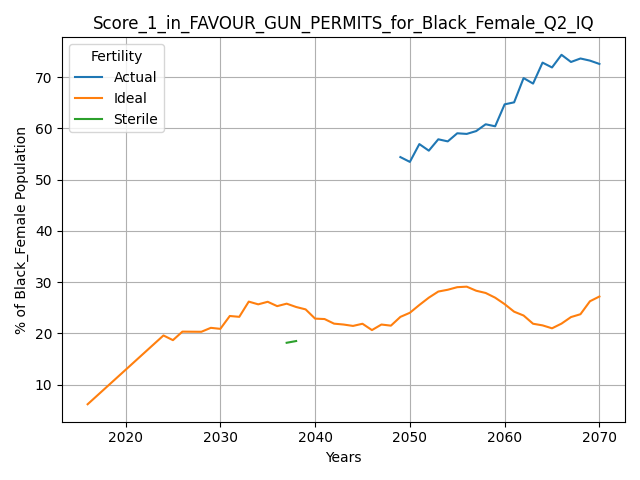 Score_1_in_FAVOUR_GUN_PERMITS_for_Black_Female_Q2_IQ
Fertility
Actual
Ideal
Sterile
% of Black_Female Population
70
60
50
40
30
20
10
2020 2030 2040 2050 2060 2070
Years